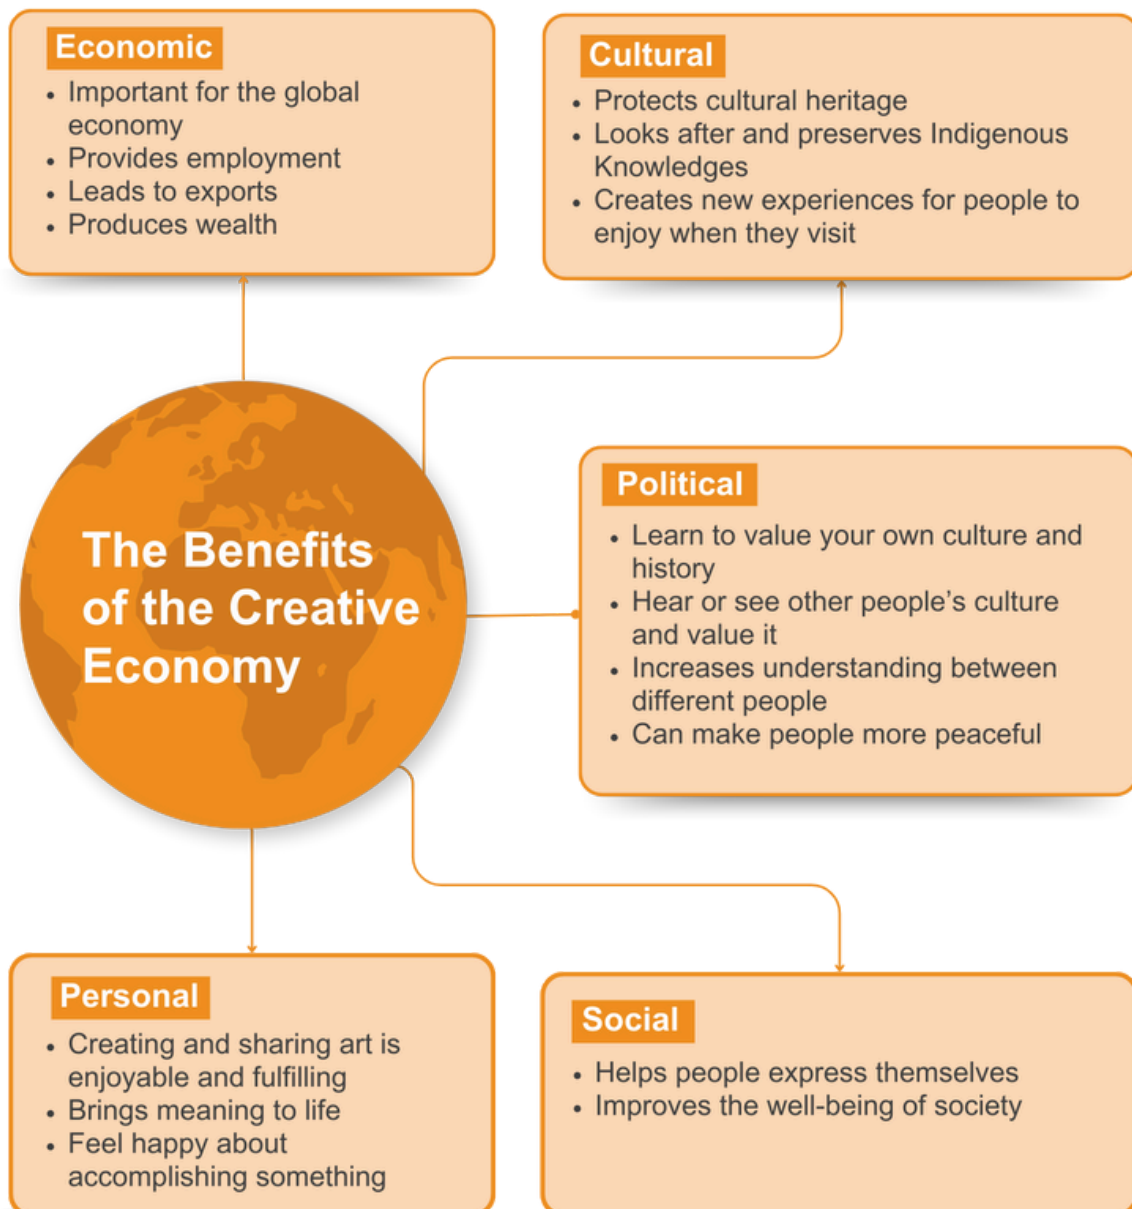 Economic
• Important for the global
economy
• Provides employment
• Leads to exports
• Produces wealth
Cultural
• Protects cultural heritage
• Looks after and preserves Indigenous
Knowledges
• Creates new experiences for people to
enjoy when they visit
The Benefits
of the Creative
Economy
Political
• Learn to value your own culture and
history
• Hear or see other people's culture
and value it
• Increases understanding between
different people
• Can make people more peaceful
Personal
• Creating and sharing art is
enjoyable and fulfilling
• Brings meaning to life
• Feel happy about
accomplishing something
Social
• Helps people express themselves
• Improves the well-being of society